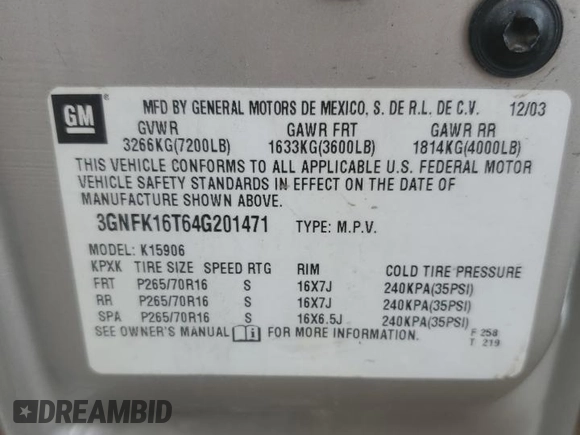 GM
MFD BY GENERAL MOTORS DE MEXICO, S. DE R.L. DE C.V. 12/03
GVWR GAWR FRT GAWR RR
3266KG(7200LB) 1633KG(3600LB) 1814KG(4000LB)
THIS VEHICLE CONFORMS TO ALL APPLICABLE U.S. FEDERAL MOTOR
VEHICLE SAFETY STANDARDS IN EFFECT ON THE DATE OF
MANUFACTURE SHOWN ABOVE.
3GNFK16T64G201471 TYPE: M.P.V.
MODEL: K15906
KPXK TIRE SIZE SPEED RTG RIM COLD TIRE PRESSURE
FRT P265/70R16 S 16X7J 240KPA(35PSI)
RR P265/70R16 S 16X7J 240KPA(35PSI)
SPA P265/70R16 S 16X6.5J 240KPA(35PSI)
SEE OWNER'S MANUAL FOR MORE INFORMATION. F 258
T 219
DREAMBID